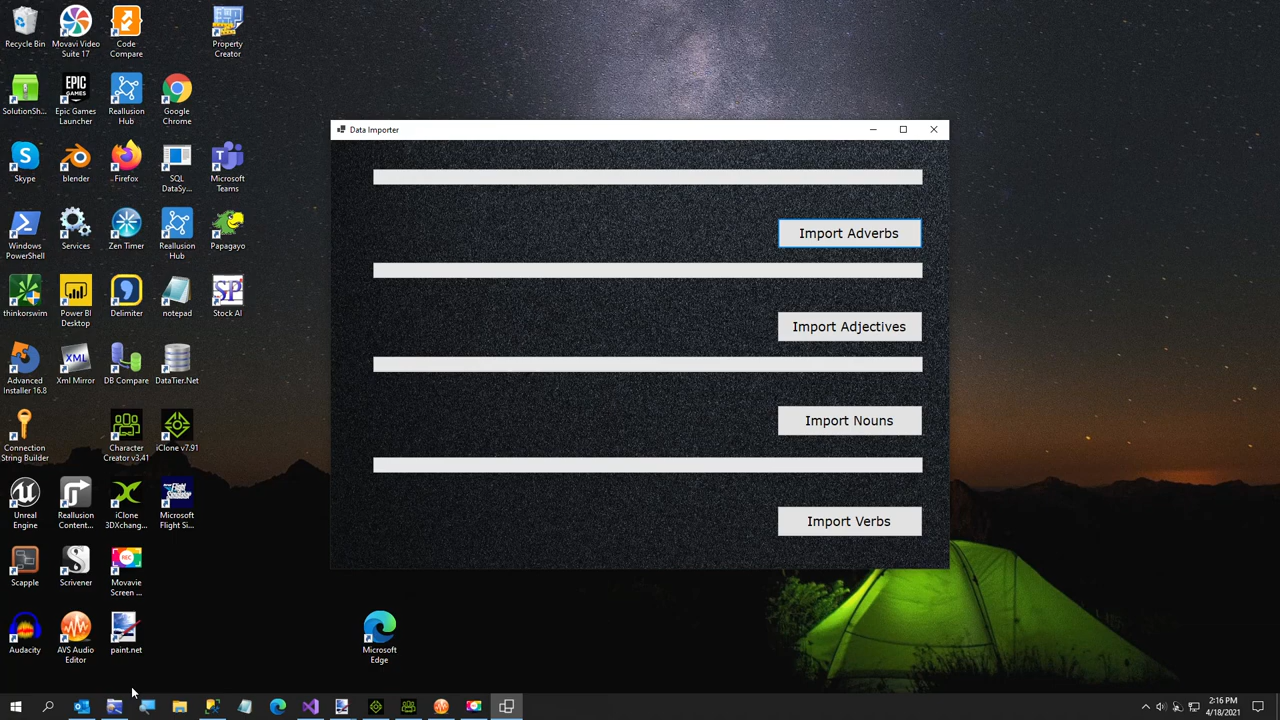 Recycle Bin
Movavi Video
Suite 17
Code
Compare
Property
Creator
SolutionSh...
EPIC
GAMES
Epic Games
Launcher
Reallusion
Hub
Google
Chrome
Skype
blender
Firefox
SQL
DataSy...
Microsoft
Teams
Windows
PowerShell
Services
Zen Timer
Reallusion
Hub
Papagayo
thinkorswim
Power BI
Desktop
Delimiter
notepad
SP
Stock AI
Advanced
Installer 16.8
XML
Xml Mirror
DB Compare
DataTier.Net
Connection
String Builder
Character
Creator v3.41
iClone v7.91
Unreal
Engine
Reallusion
Content...
iClone
3DXchang...
Microsoft
Flight Si...
Scapple
Scrivener
REC
Movavie
Screen ...
Audacity
AVS Audio
Editor
paint.net
Microsoft
Edge
Data Importer
Import Adverbs
Import Adjectives
Import Nouns
Import Verbs
2:16 PM
4/18/2021